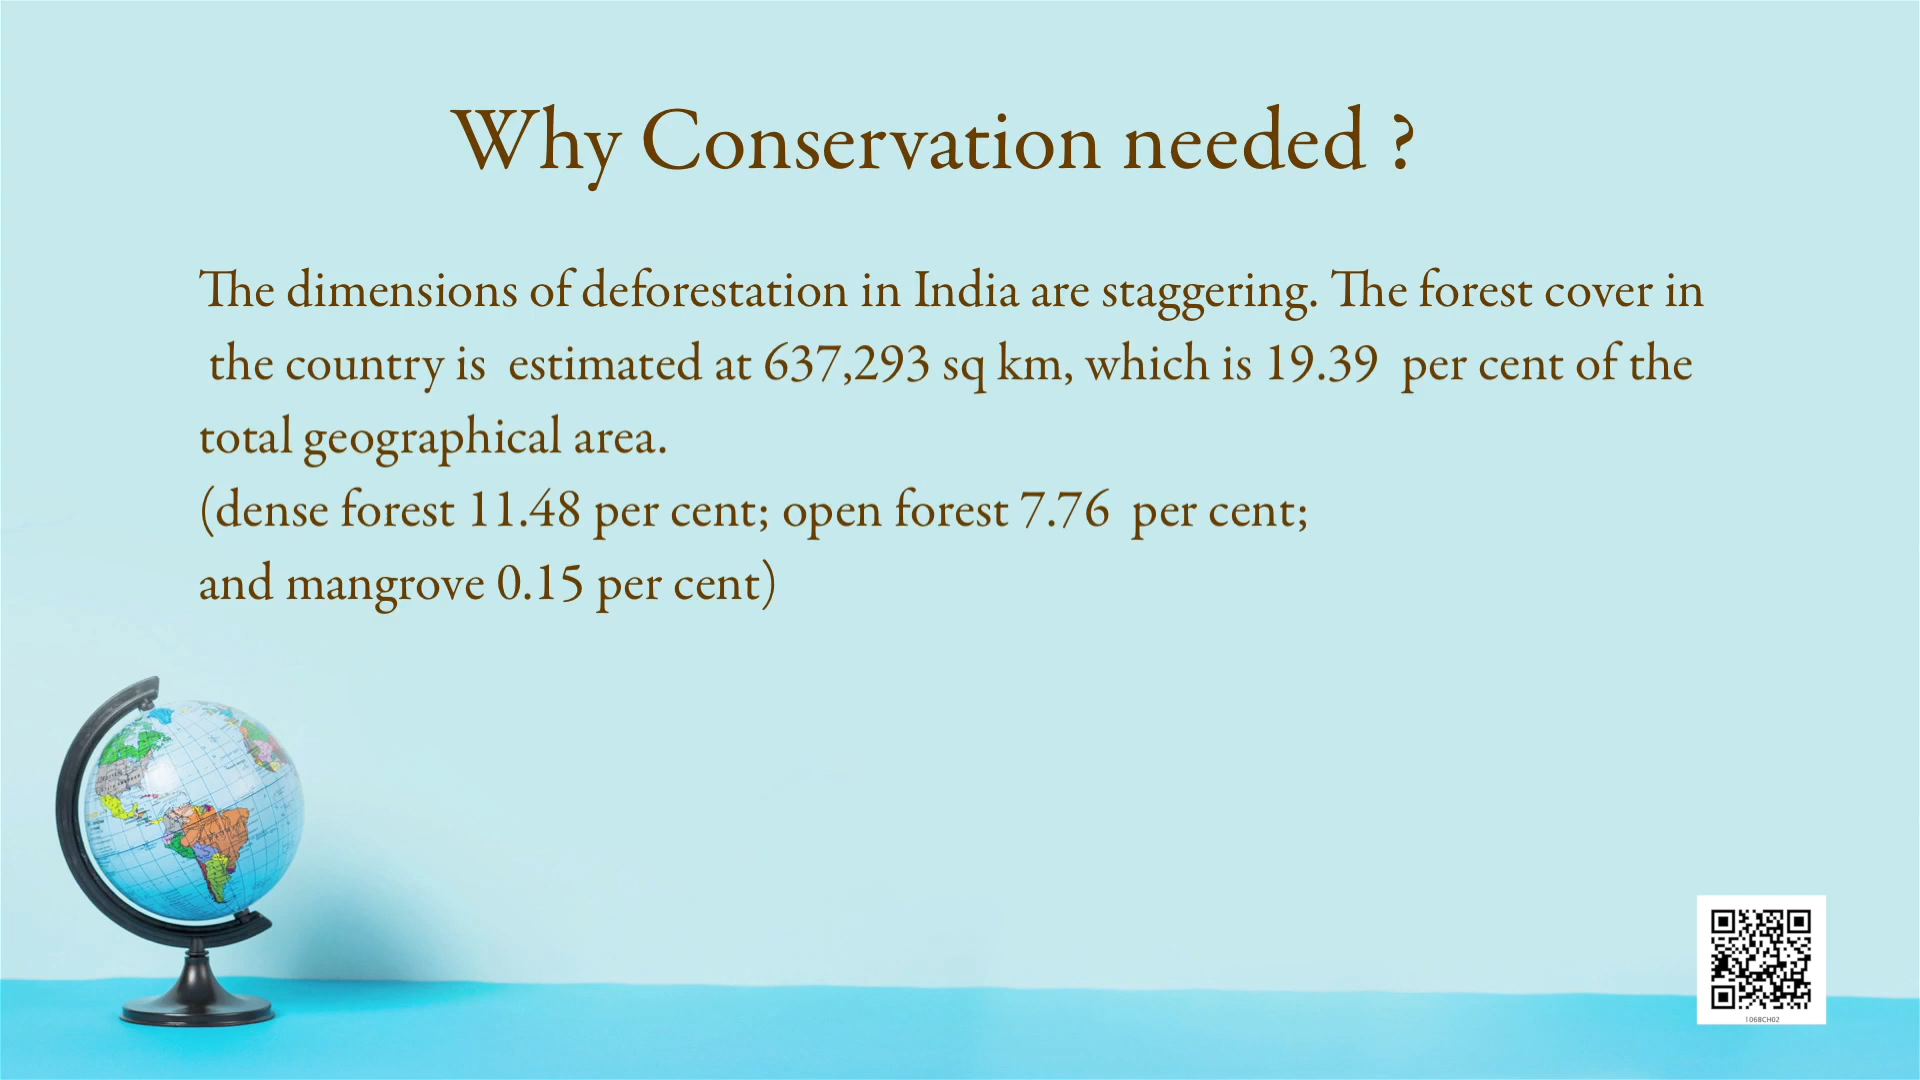 Why Conservation needed ?
The dimensions of deforestation in India are staggering. The forest cover in
the country is estimated at 637,293 sq km, which is 19.39 per cent of the
total geographical area.
(dense forest 11.48 per cent; open forest 7.76 per cent;
and mangrove 0.15 per cent)
1068CH02